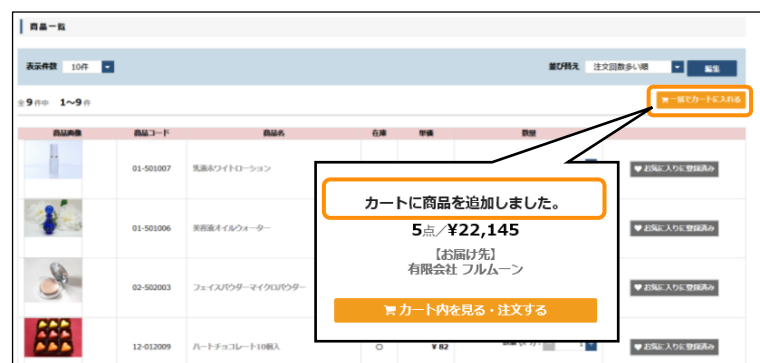 商品一覧
表示件数 10件
並び替え 注文回数多い順 編集
全9件中 1〜9件
一括でカートに入れる
商品画像 商品コード 商品名 在庫 単価 数量
01-501007 乳液ホワイトローション お気に入りに登録済み
カートに商品を追加しました。
5点／¥22,145
【お届け先】
有限会社 フルムーン
カート内を見る・注文する
01-501006 美容液オイルウォーター お気に入りに登録済み
02-502003 フェイスパウダーマイクロパウダー お気に入りに登録済み
12-012009 ハートチョコレート10個入 ○ ¥82 1 お気に入りに登録済み